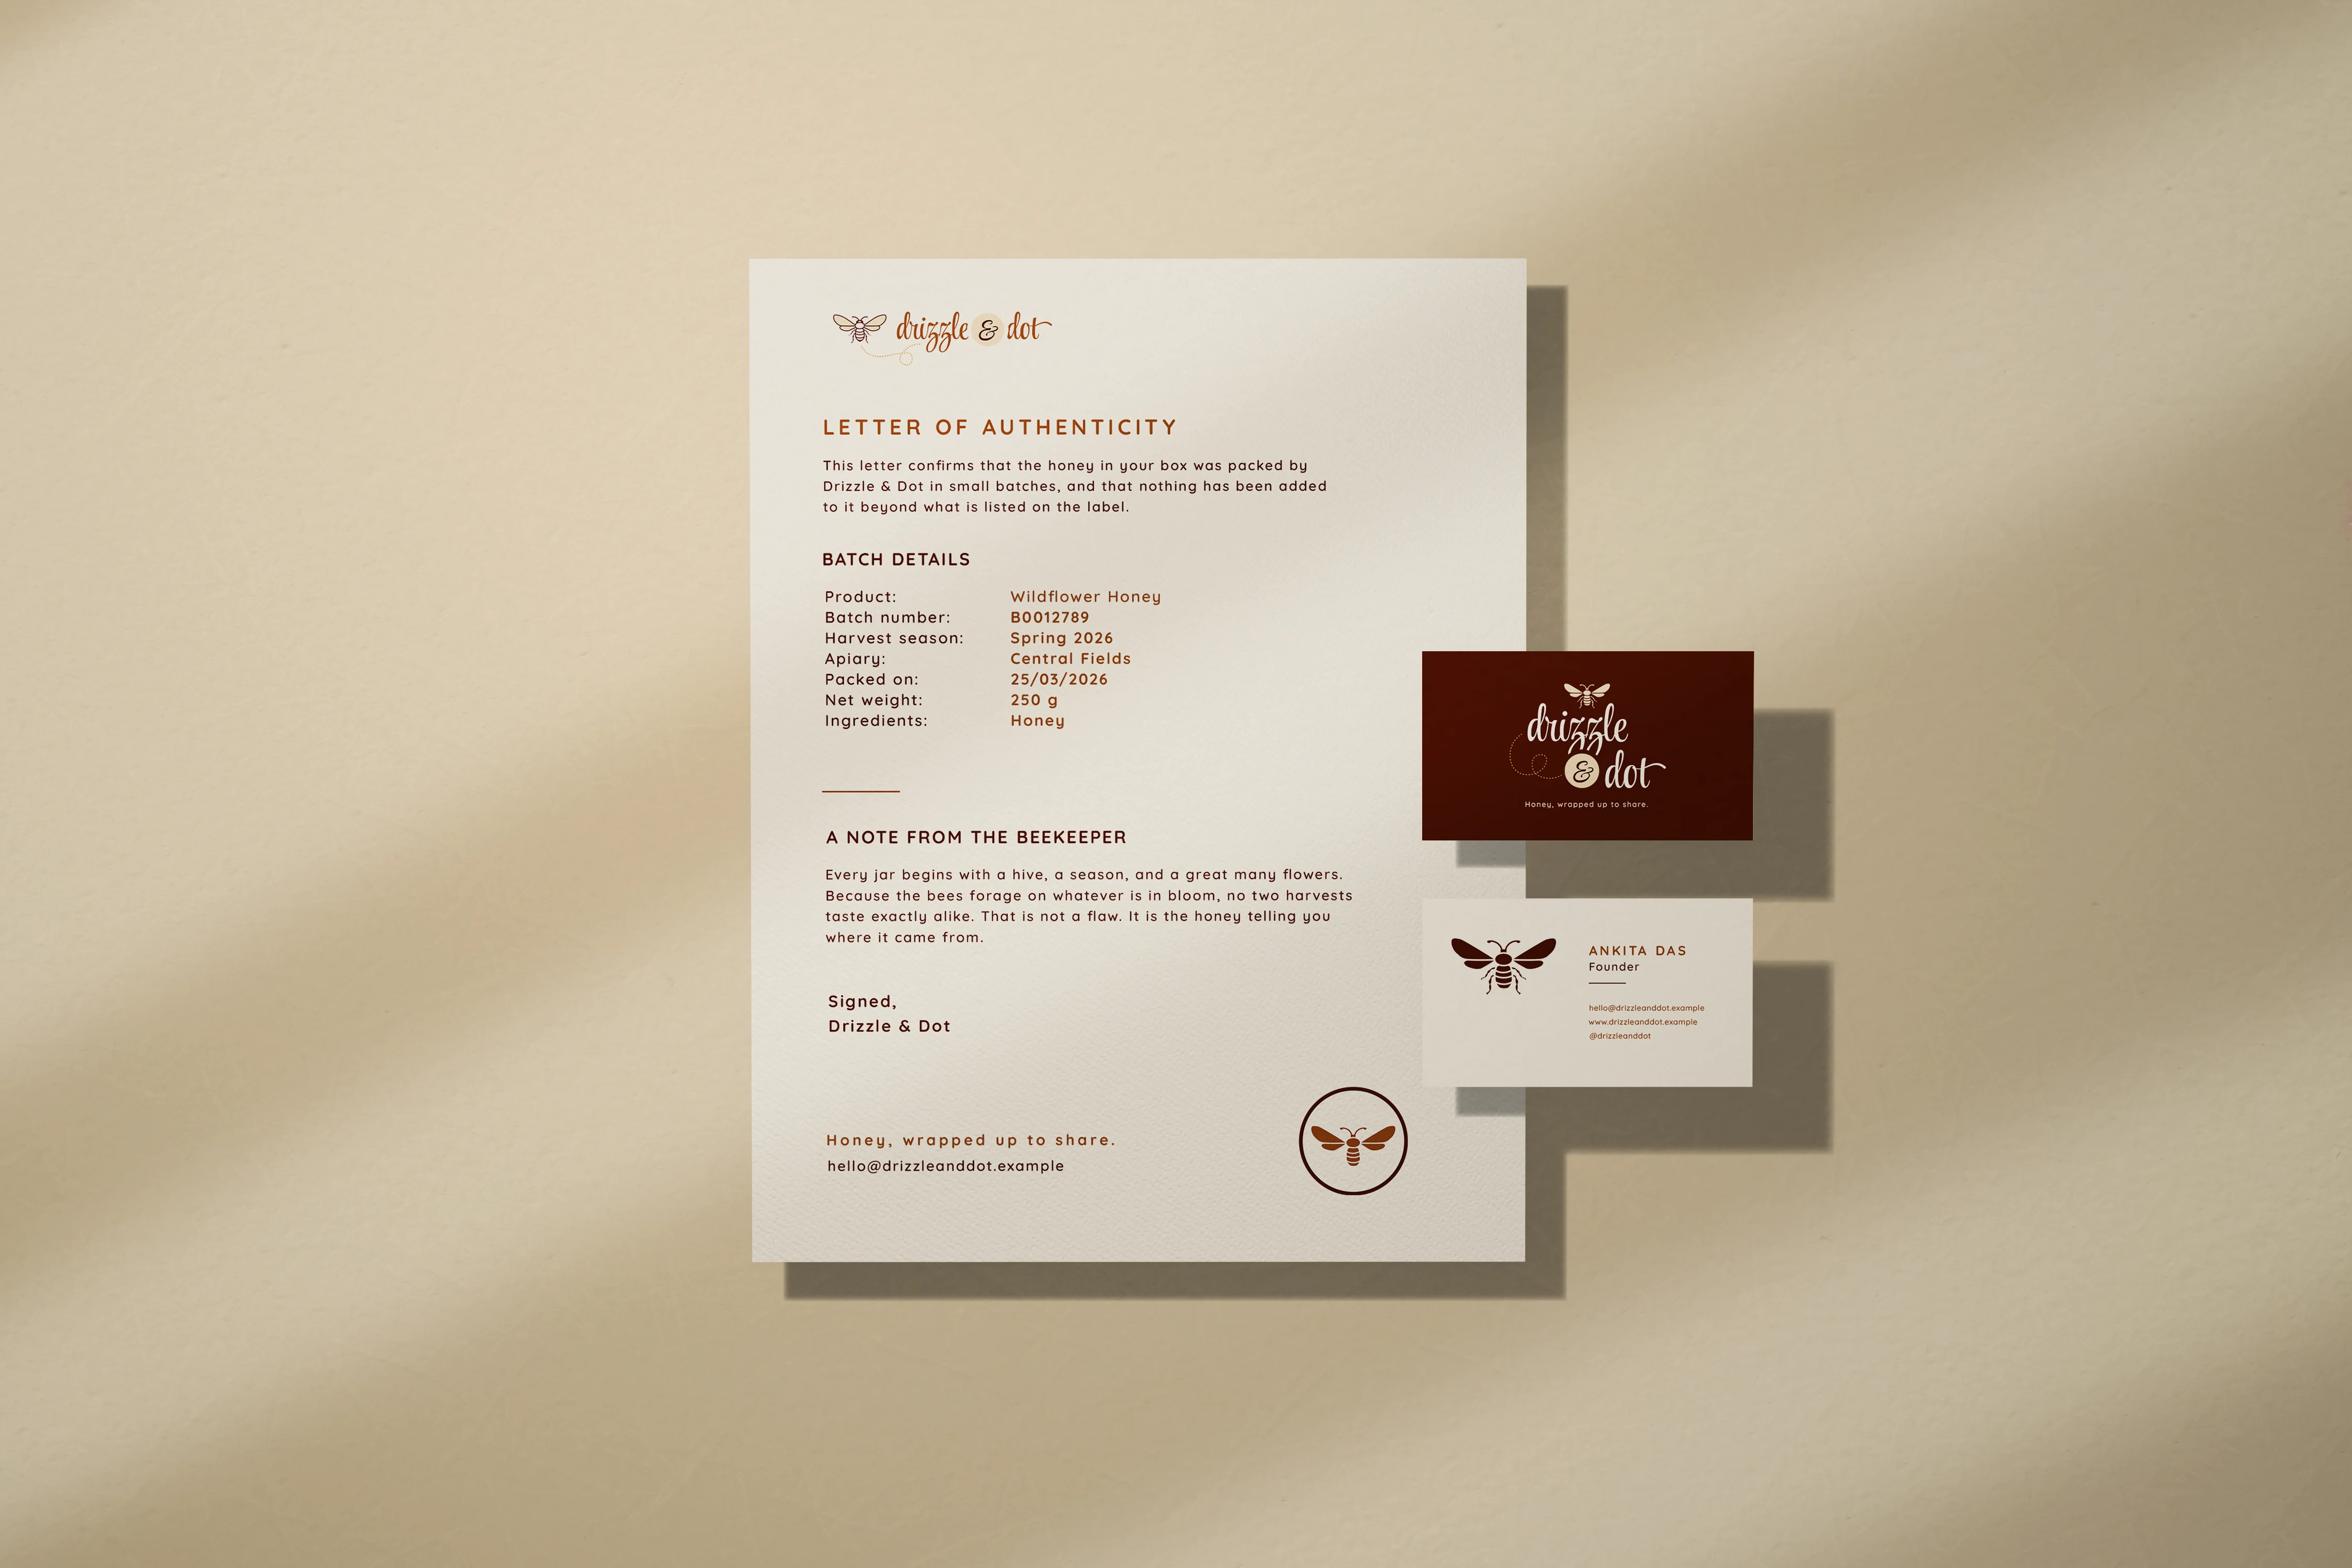 drizzle & dot
LETTER OF AUTHENTICITY
This letter confirms that the honey in your box was packed by
Drizzle & Dot in small batches, and that nothing has been added
to it beyond what is listed on the label.
BATCH DETAILS
Product: Wildflower Honey
Batch number: B0012789
Harvest season: Spring 2026
Apiary: Central Fields
Packed on: 25/03/2026
Net weight: 250 g
Ingredients: Honey
A NOTE FROM THE BEEKEEPER
Every jar begins with a hive, a season, and a great many flowers.
Because the bees forage on whatever is in bloom, no two harvests
taste exactly alike. That is not a flaw. It is the honey telling you
where it came from.
Signed,
Drizzle & Dot
Honey, wrapped up to share.
hello@drizzleanddot.example
drizzle
& dot
Honey, wrapped up to share.
ANKITA DAS
Founder
hello@drizzleanddot.example
www.drizzleanddot.example
@drizzleanddot